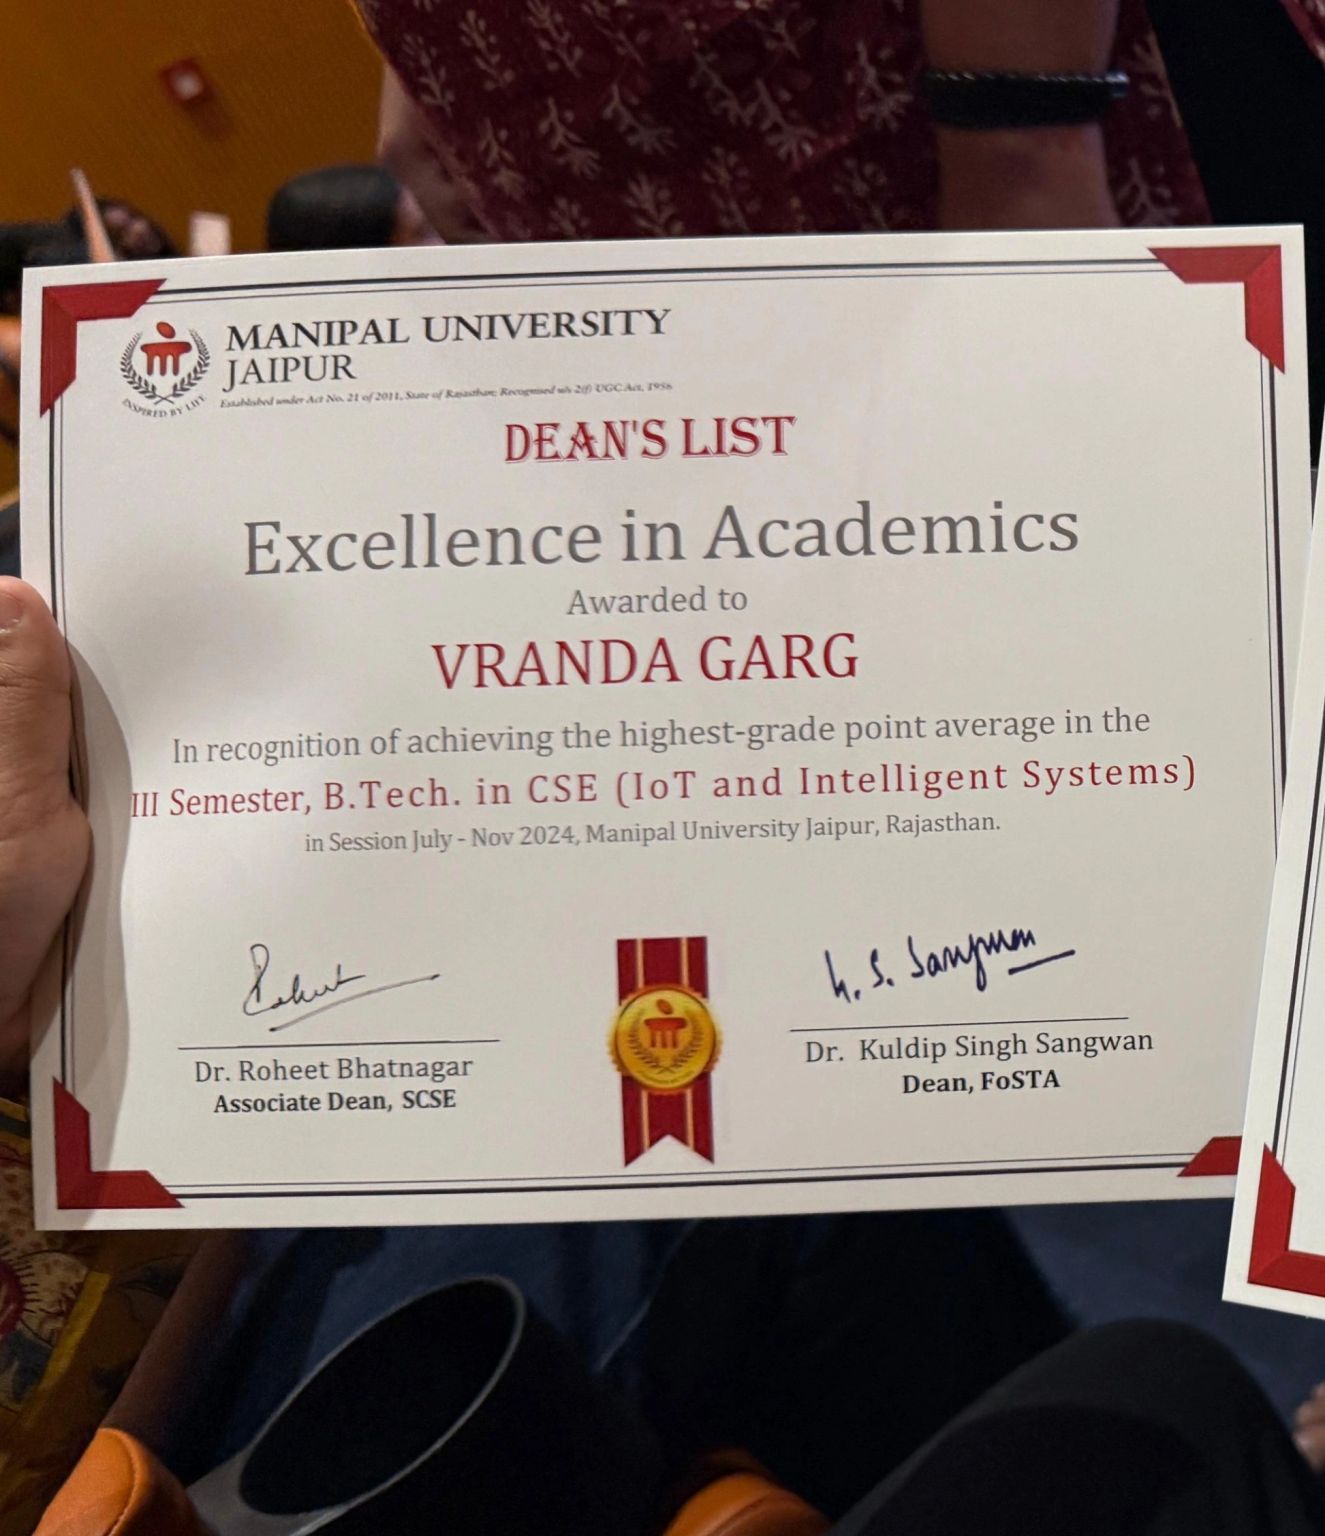 MANIPAL UNIVERSITY
JAIPUR
Established under Act No. 21 of 2011, State of Rajasthan; Recognised u/s 2(f) UGC Act, 1956
INSPIRED BY LIFE
DEAN'S LIST
Excellence in Academics
Awarded to
VRANDA GARG
In recognition of achieving the highest-grade point average in the
III Semester, B.Tech. in CSE (IoT and Intelligent Systems)
in Session July - Nov 2024, Manipal University Jaipur, Rajasthan.
Roheet
K. S. Sangwan
Dr. Roheet Bhatnagar
Associate Dean, SCSE
Dr. Kuldip Singh Sangwan
Dean, FoSTA